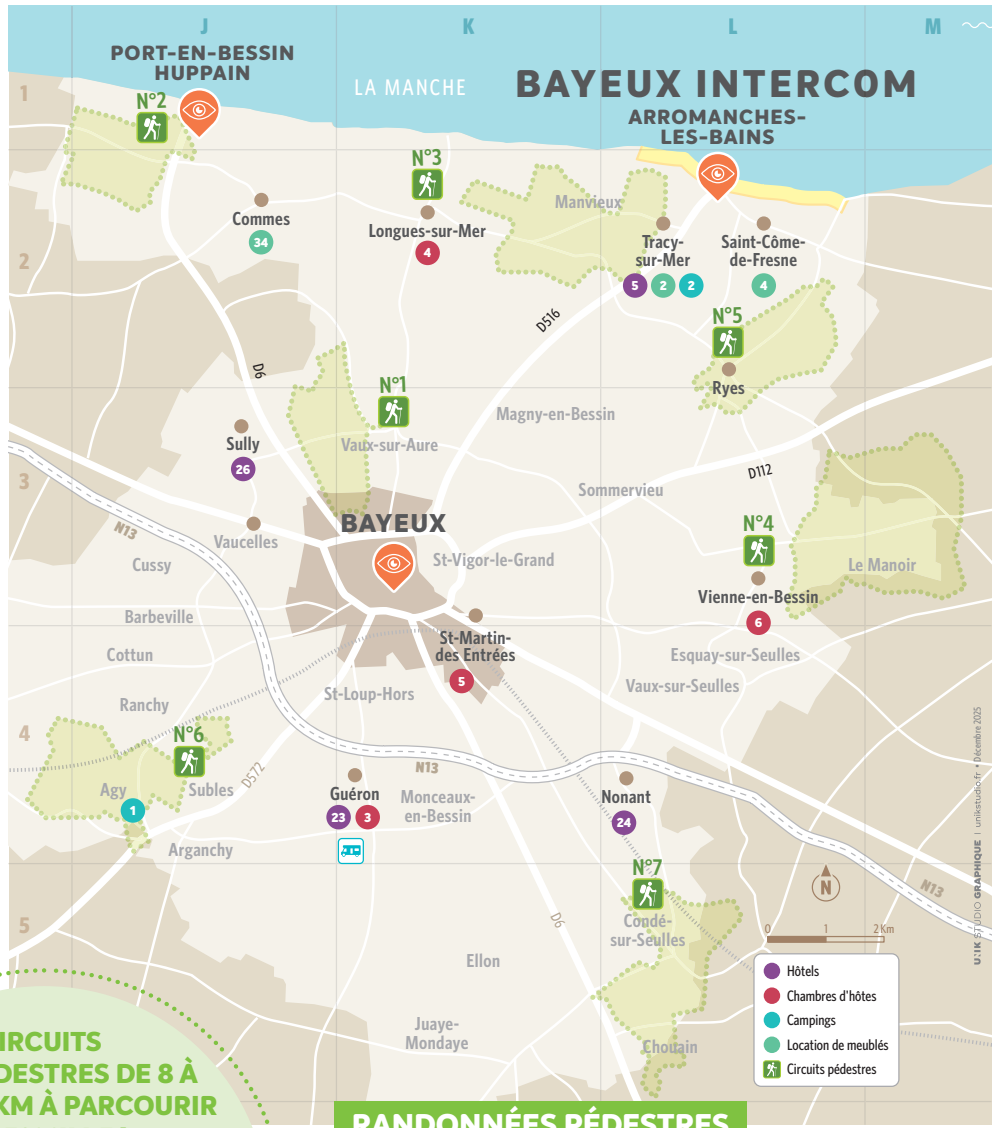 J
K
L
M
PORT-EN-BESSIN
HUPPAIN
LA MANCHE
BAYEUX INTERCOM
ARROMANCHES-
LES-BAINS
1
N°2
N°3
Manvieux
Commes
34
Longues-sur-Mer
4
Tracy-
sur-Mer
5
2
2
Saint-Côme-
de-Fresne
4
2
D516
N°5
Ryes
D6
N°1
Vaux-sur-Aure
Magny-en-Bessin
Sully
26
3
D112
Sommervieu
N13
Vaucelles
BAYEUX
N°4
Cussy
St-Vigor-le-Grand
Le Manoir
Vienne-en-Bessin
6
Barbeville
St-Martin-
des Entrées
5
Cottun
Esquay-sur-Seulles
Vaux-sur-Seulles
St-Loup-Hors
Ranchy
4
N°6
D572
N13
Agy
1
Subles
Guéron
23
3
Monceaux-
en-Bessin
Nonant
24
Arganchy
N°7
N
N13
Condé-
sur-Seulles
D6
5
0
1
2 Km
Ellon
Hôtels
Chambres d'hôtes
Campings
Location de meublés
Circuits pédestres
Juaye-
Mondaye
Chouain
UNIK STUDIO GRAPHIQUE | unikstudio.fr • Décembre 2025
IRCUITS
DESTRES DE 8 À
KM À PARCOURIR
RANDONNÉES PÉDESTRES